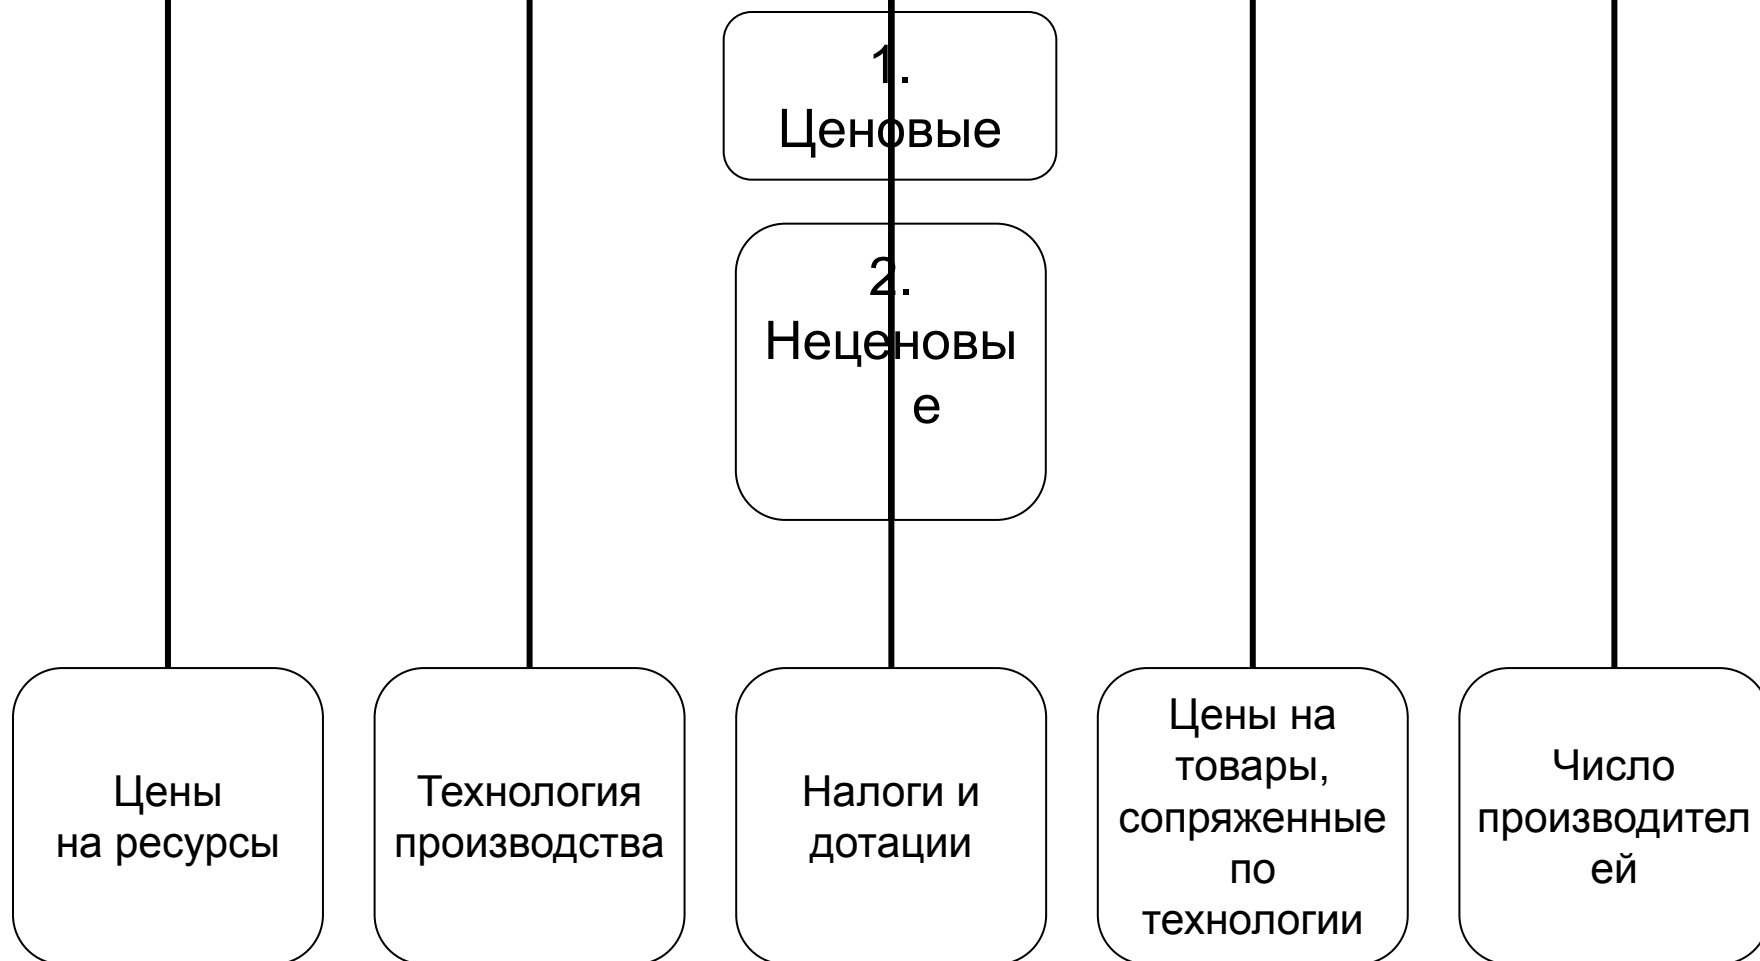 1.
Ценовые
2.
Неценовы
е
Цены
на ресурсы
Технология
производства
Налоги и
дотации
Цены на
товары,
сопряженные
по
технологии
Число
производител
ей